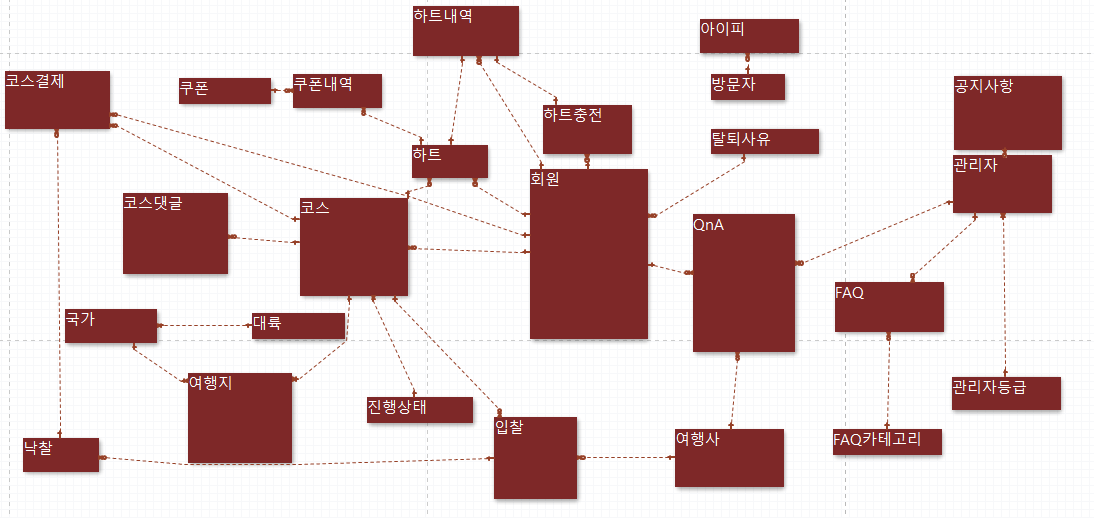 하트내역
아이피
코스결제
쿠폰
쿠폰내역
방문자
공지사항
하트충전
탈퇴사유
하트
관리자
회원
코스댓글
코스
QnA
FAQ
국가
대륙
여행지
진행상태
관리자등급
입찰
낙찰
여행사
FAQ카테고리